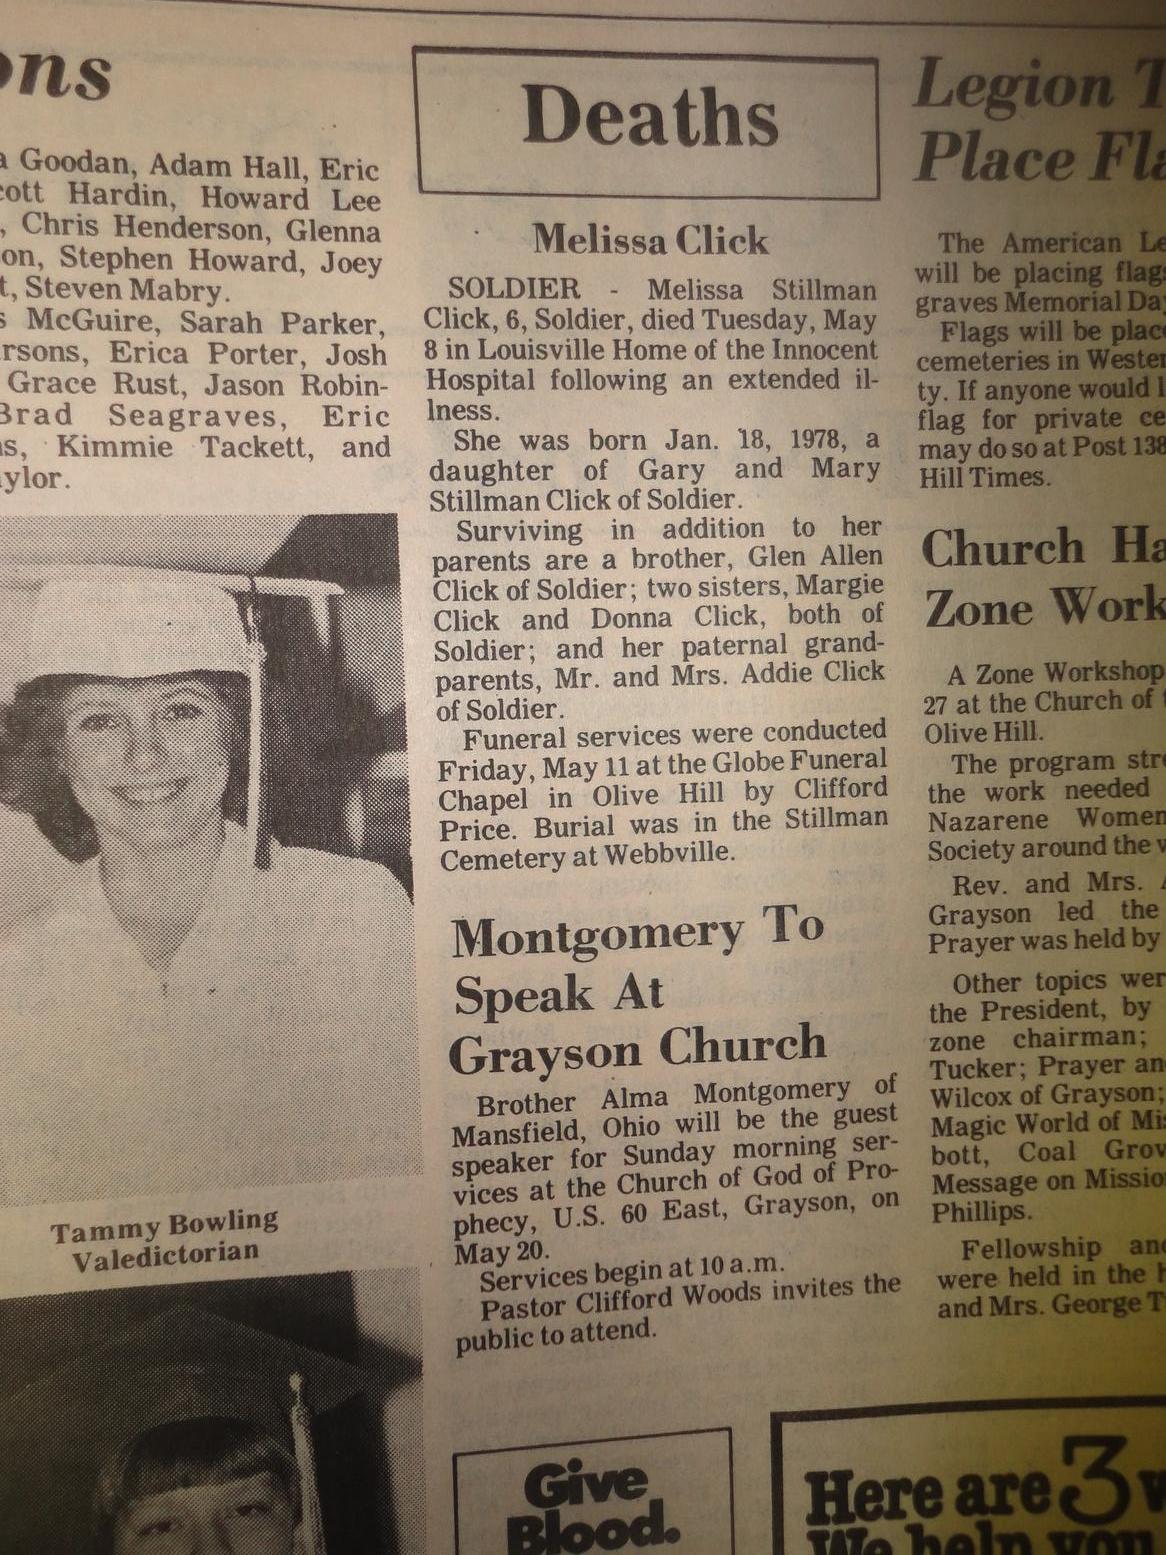 ons
Goodan, Adam Hall, Eric
cott Hardin, Howard Lee
, Chris Henderson, Glenna
on, Stephen Howard, Joey
t, Steven Mabry.
s McGuire, Sarah Parker,
rsons, Erica Porter, Josh
Grace Rust, Jason Robin-
Brad Seagraves, Eric
s, Kimmie Tackett, and
aylor.
Tammy Bowling
Valedictorian
Deaths
Melissa Click
SOLDIER - Melissa Stillman
Click, 6, Soldier, died Tuesday, May
8 in Louisville Home of the Innocent
Hospital following an extended il-
lness.
She was born Jan. 18, 1978, a
daughter of Gary and Mary
Stillman Click of Soldier.
Surviving in addition to her
parents are a brother, Glen Allen
Click of Soldier; two sisters, Margie
Click and Donna Click, both of
Soldier; and her paternal grand-
parents, Mr. and Mrs. Addie Click
of Soldier.
Funeral services were conducted
Friday, May 11 at the Globe Funeral
Chapel in Olive Hill by Clifford
Price. Burial was in the Stillman
Cemetery at Webbville.
Montgomery To
Speak At
Grayson Church
Brother Alma Montgomery of
Mansfield, Ohio will be the guest
speaker for Sunday morning ser-
vices at the Church of God of Pro-
phecy, U.S. 60 East, Grayson, on
May 20.
Services begin at 10 a.m.
Pastor Clifford Woods invites the
public to attend.
Give
Blood.
Legion T
Place Fla
The American Le
will be placing flags
graves Memorial Day
Flags will be place
cemeteries in Wester
ty. If anyone would l
flag for private ce
may do so at Post 138
Hill Times.
Church Ha
Zone Work
A Zone Workshop
27 at the Church of
Olive Hill.
The program stre
the work needed
Nazarene Women
Society around the w
Rev. and Mrs. A
Grayson led the
Prayer was held by
Other topics wer
the President, by
zone chairman;
Tucker; Prayer an
Wilcox of Grayson;
Magic World of Mis
bott, Coal Grov
Message on Missio
Phillips.
Fellowship and
were held in the h
and Mrs. George T
Here are 3 w
We help you